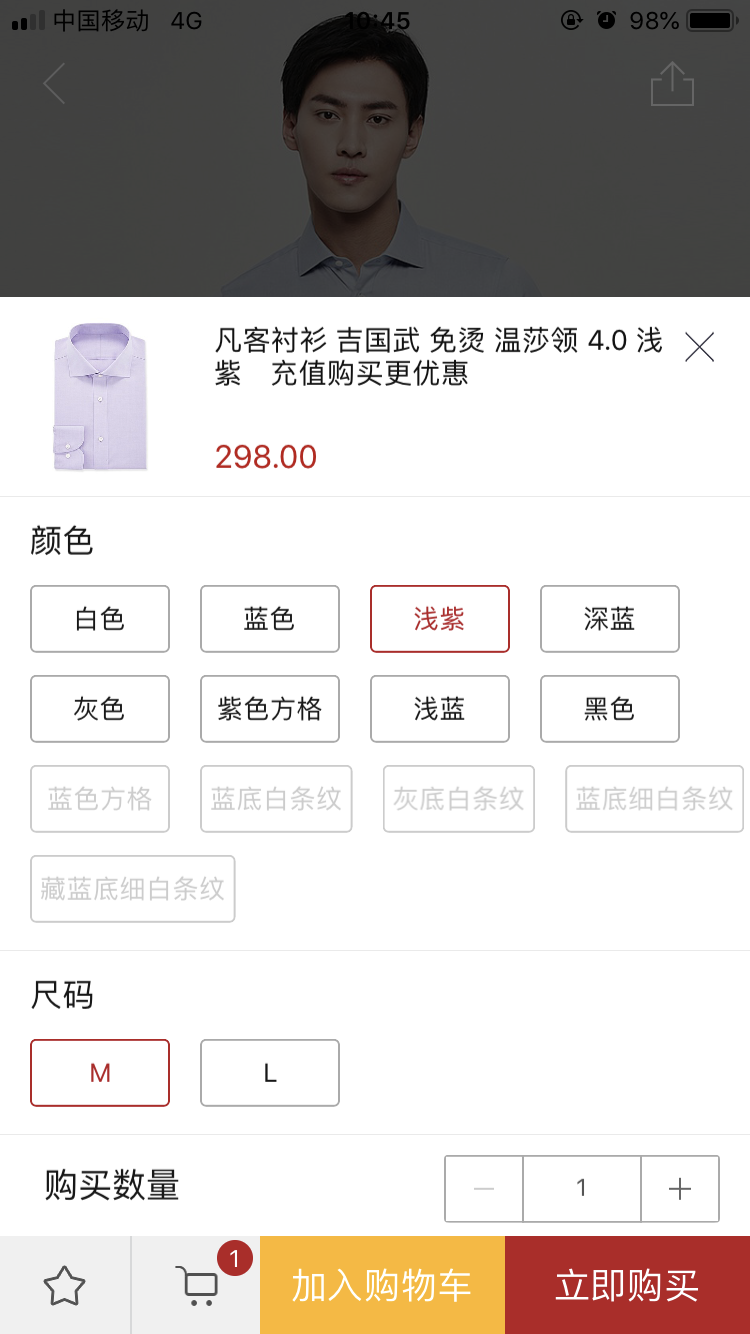 中国移动 4G 10:45 98%
凡客衬衫 吉国武 免烫 温莎领 4.0 浅
紫 充值购买更优惠
298.00
颜色
白色 蓝色 浅紫 深蓝
灰色 紫色方格 浅蓝 黑色
蓝色方格 蓝底白条纹 灰底白条纹 蓝底细白条纹
藏蓝底细白条纹
尺码
M L
购买数量 1
1
加入购物车 立即购买